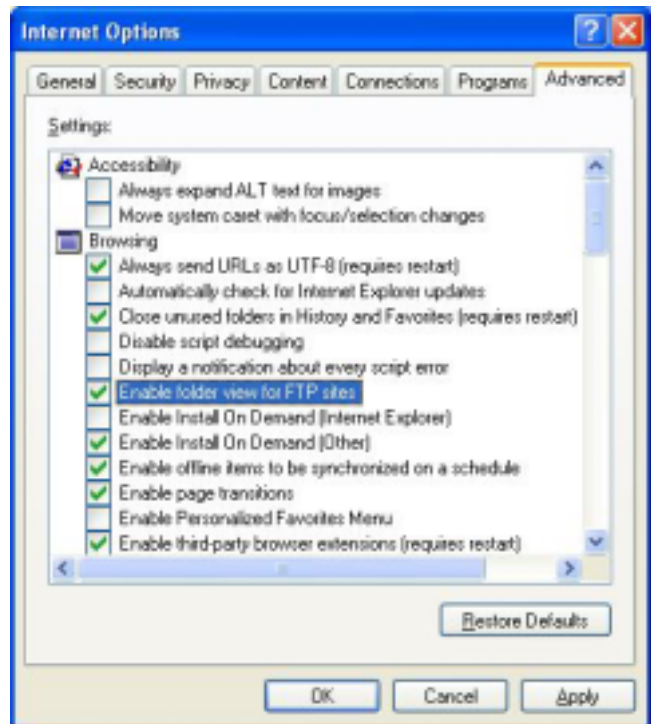 Internet Options
General Security Privacy Content Connections Programs Advanced
Settings:
Accessibility
Always expand ALT text for images
Move system caret with focus/selection changes
Browsing
Always send URLs as UTF-8 (requires restart)
Automatically check for Internet Explorer updates
Close unused folders in History and Favorites (requires restart)
Disable script debugging
Display a notification about every script error
Enable folder view for FTP sites
Enable Install On Demand (Internet Explorer)
Enable Install On Demand (Other)
Enable offline items to be synchronized on a schedule
Enable page transitions
Enable Personalized Favorites Menu
Enable third-party browser extensions (requires restart)
Restore Defaults
OK Cancel Apply